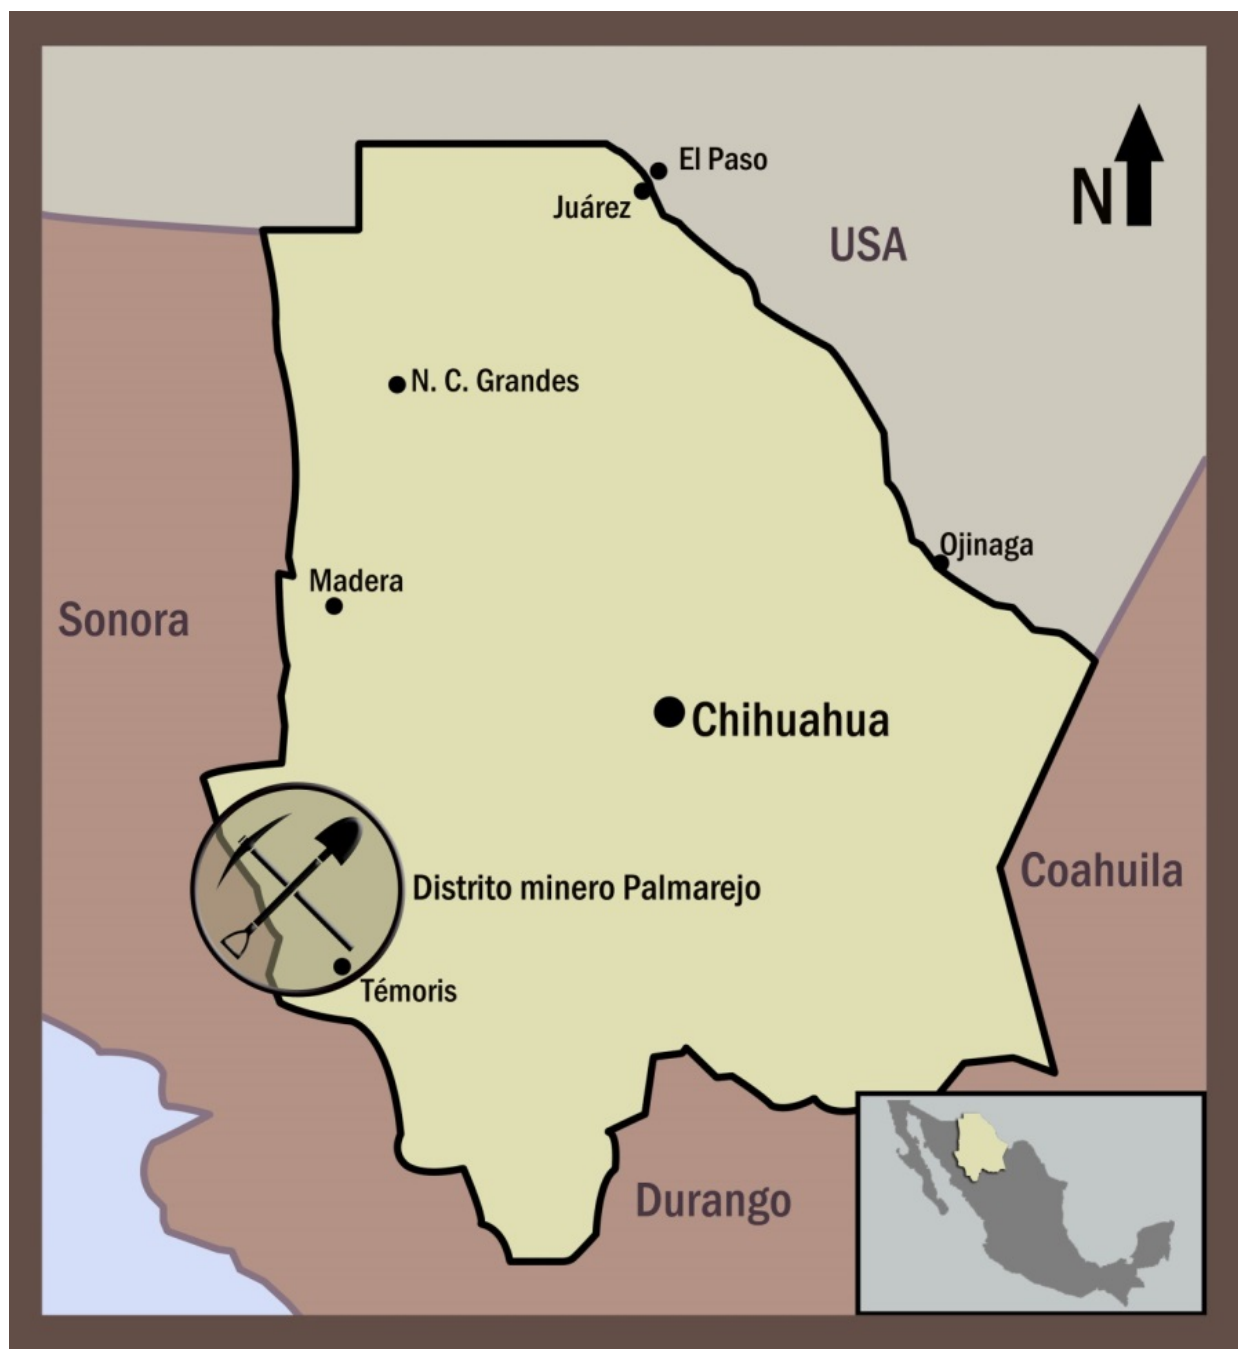 El Paso
Juárez
N
USA
N. C. Grandes
Ojinaga
Madera
Sonora
Chihuahua
Coahuila
Distrito minero Palmarejo
Témoris
Durango